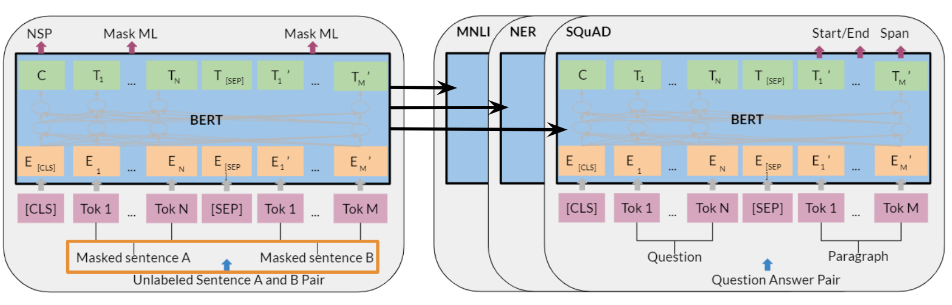 NSP Mask ML Mask ML
C T1 ... TN T[SEP] T1' ... TM'
BERT
E[CLS] E1 ... EN E[SEP E1' ... EM'
[CLS] Tok 1 ... Tok N [SEP] Tok 1 ... Tok M
Masked sentence A Masked sentence B
Unlabeled Sentence A and B Pair
MNLI NER SQuAD
Start/End Span
C T1 ... TN T[SEP] T1' ... TM'
BERT
E[CLS] E1 ... EN E[SEP E1' ... EM'
[CLS] Tok 1 ... Tok N [SEP] Tok 1 ... Tok M
Question Paragraph
Question Answer Pair